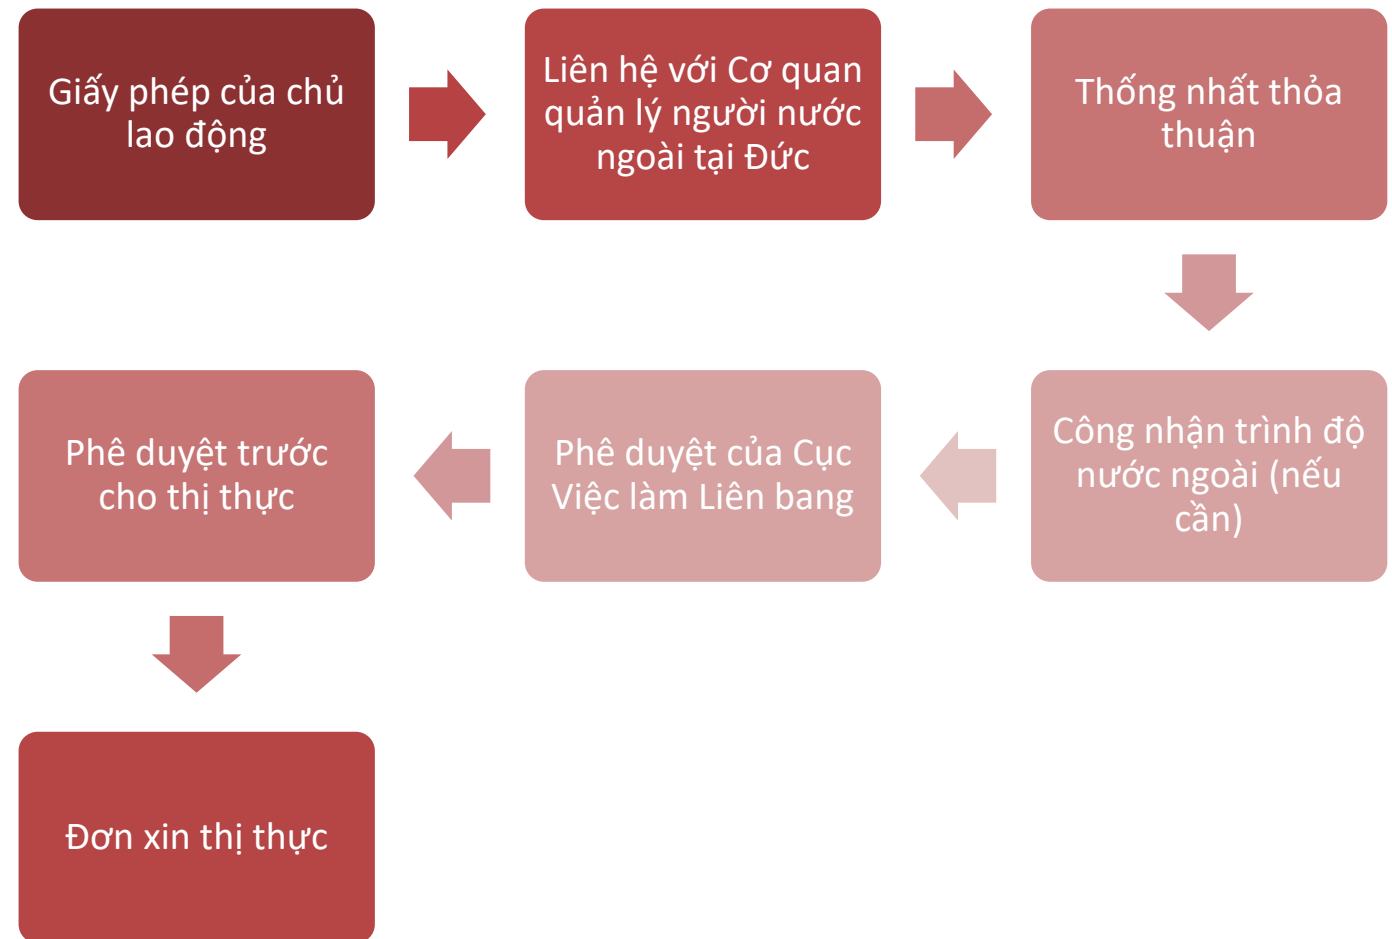 Giấy phép của chủ
lao động
Liên hệ với Cơ quan
quản lý người nước
ngoài tại Đức
Thống nhất thỏa
thuận
Công nhận trình độ
nước ngoài (nếu
cần)
Phê duyệt của Cục
Việc làm Liên bang
Phê duyệt trước
cho thị thực
Đơn xin thị thực